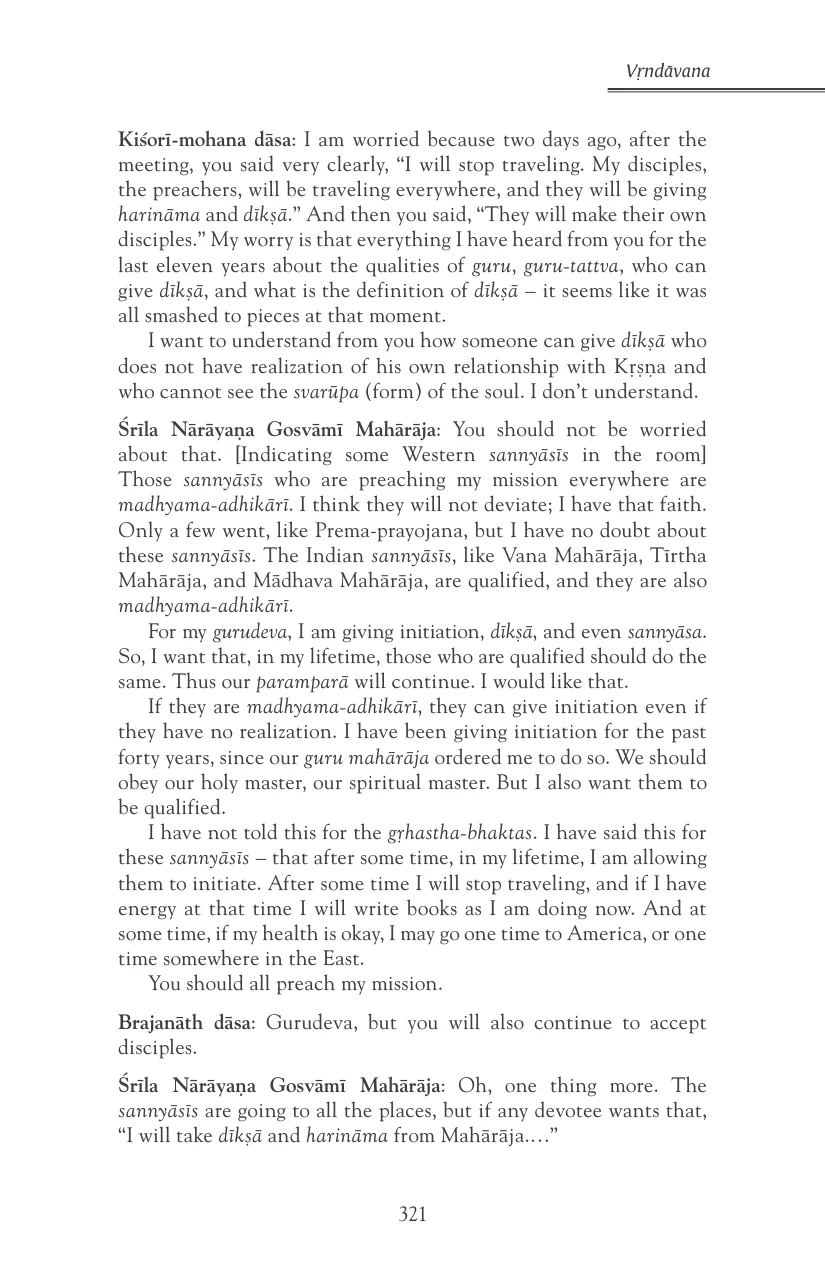 Vṛndāvana
Kiśorī-mohana dāsa: I am worried because two days ago, after the
meeting, you said very clearly, “I will stop traveling. My disciples,
the preachers, will be traveling everywhere, and they will be giving
harināma and dīkṣā.” And then you said, “They will make their own
disciples.” My worry is that everything I have heard from you for the
last eleven years about the qualities of guru, guru-tattva, who can
give dīkṣā, and what is the definition of dīkṣā – it seems like it was
all smashed to pieces at that moment.
I want to understand from you how someone can give dīkṣā who
does not have realization of his own relationship with Kṛṣṇa and
who cannot see the svarūpa (form) of the soul. I don’t understand.
Śrīla Nārāyaṇa Gosvāmī Mahārāja: You should not be worried
about that. [Indicating some Western sannyāsīs in the room]
Those sannyāsīs who are preaching my mission everywhere are
madhyama-adhikārī. I think they will not deviate; I have that faith.
Only a few went, like Prema-prayojana, but I have no doubt about
these sannyāsīs. The Indian sannyāsīs, like Vana Mahārāja, Tīrtha
Mahārāja, and Mādhava Mahārāja, are qualified, and they are also
madhyama-adhikārī.
For my gurudeva, I am giving initiation, dīkṣā, and even sannyāsa.
So, I want that, in my lifetime, those who are qualified should do the
same. Thus our paramparā will continue. I would like that.
If they are madhyama-adhikārī, they can give initiation even if
they have no realization. I have been giving initiation for the past
forty years, since our guru mahārāja ordered me to do so. We should
obey our holy master, our spiritual master. But I also want them to
be qualified.
I have not told this for the gṛhastha-bhaktas. I have said this for
these sannyāsīs – that after some time, in my lifetime, I am allowing
them to initiate. After some time I will stop traveling, and if I have
energy at that time I will write books as I am doing now. And at
some time, if my health is okay, I may go one time to America, or one
time somewhere in the East.
You should all preach my mission.
Brajanāth dāsa: Gurudeva, but you will also continue to accept
disciples.
Śrīla Nārāyaṇa Gosvāmī Mahārāja: Oh, one thing more. The
sannyāsīs are going to all the places, but if any devotee wants that,
“I will take dīkṣā and harināma from Mahārāja.…”
321